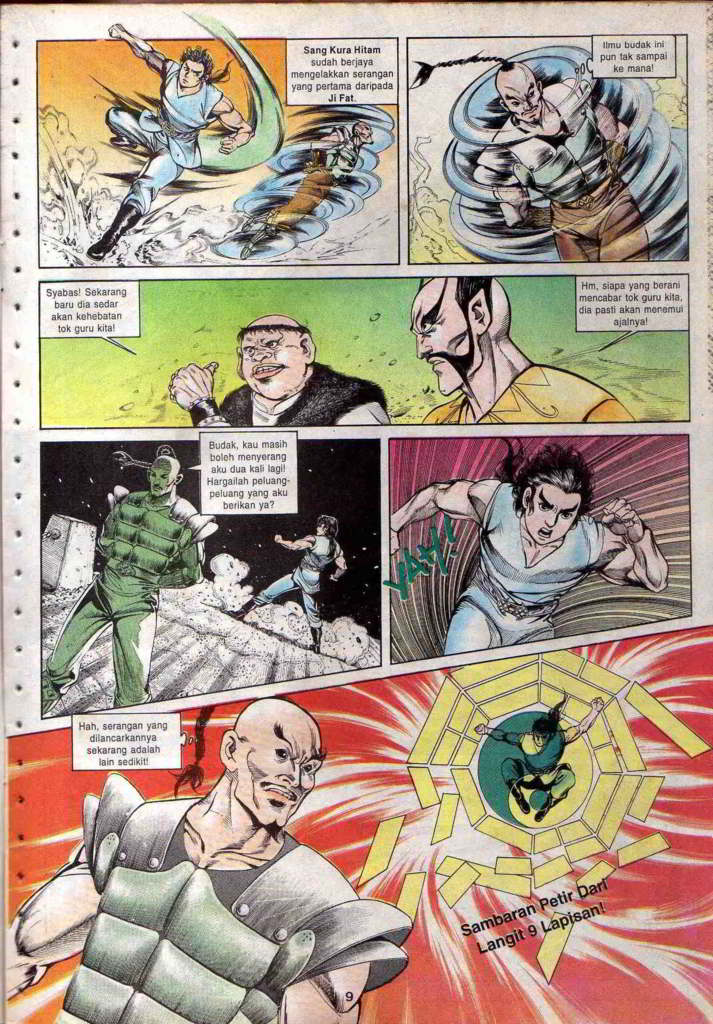 Sang Kura Hitam
sudah berjaya
mengelakkan serangan
yang pertama daripada
Ji Fat.
Ilmu budak ini
pun tak sampai
ke mana!
Syabas! Sekarang
baru dia sedar
akan kehebatan
tok guru kita!
Hm, siapa yang berani
mencabar tok guru kita,
dia pasti akan menemui
ajalnya!
Budak, kau masih
boleh menyerang
aku dua kali lagi!
Hargailah peluang-
peluang yang aku
berikan ya?
YAH!
Hah, serangan yang
dilancarkannya
sekarang adalah
lain sedikit!
Sambaran Petir Dari
Langit 9 Lapisan!
9